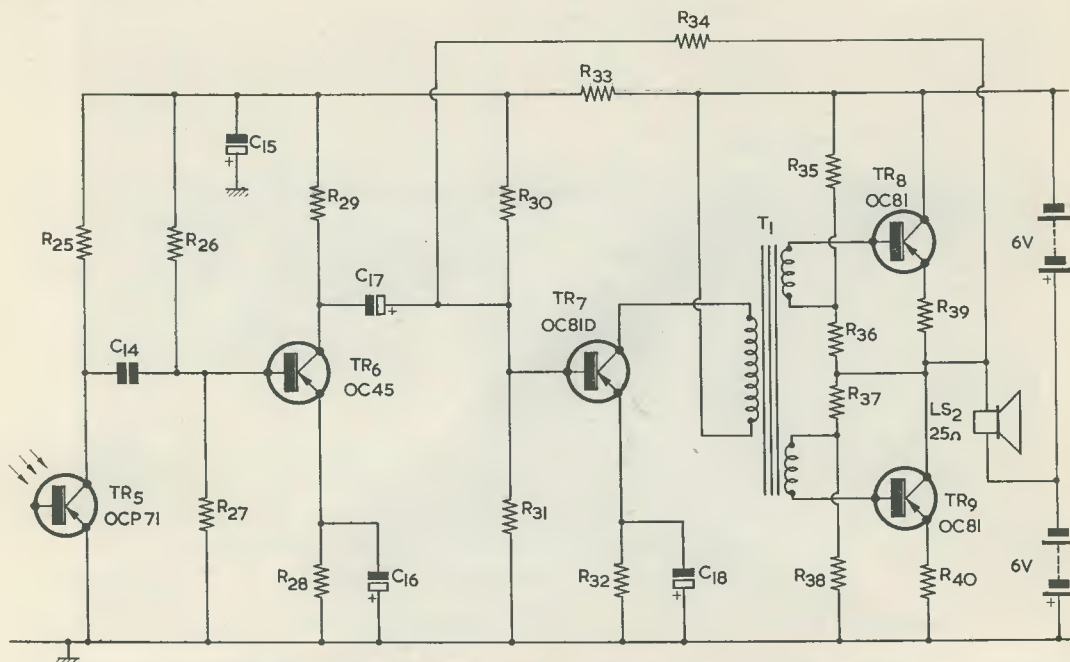 R34
R33
C15
R35
TR8
OC81
R25
R26
R29
R30
T1
6V
C17
TR7
OC81D
R39
C14
R36
TR6
OC45
R37
LS2
25Ω
TR5
OCP71
R27
R31
TR9
OC81
R28
C16
R32
C18
R38
R40
6V
+
+
+
+
+
+